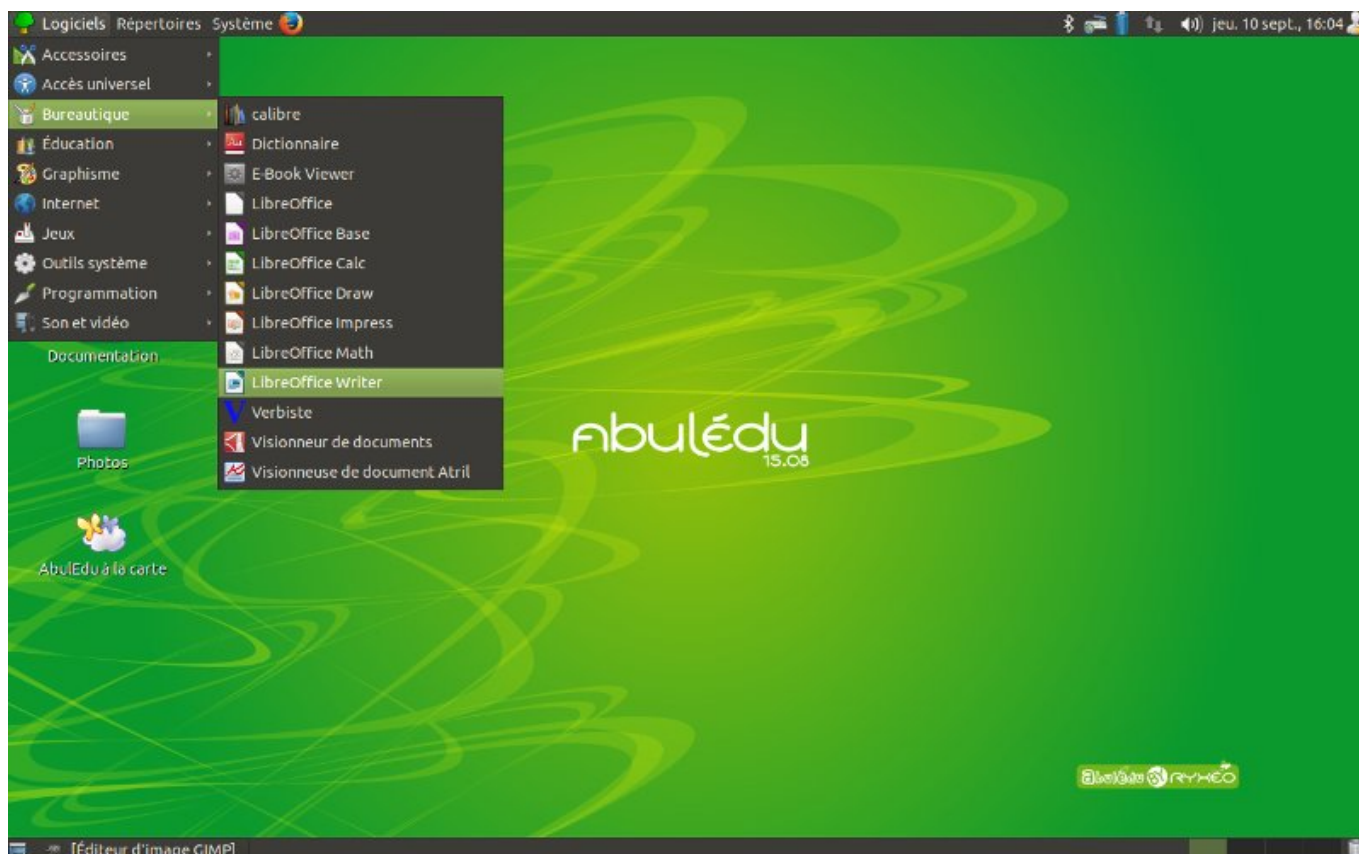 Logiciels Répertoires Système
jeu. 10 sept., 16:04
Accessoires
Accès universel
Bureautique
Éducation
Graphisme
Internet
Jeux
Outils système
Programmation
Son et vidéo
calibre
Dictionnaire
E-Book Viewer
LibreOffice
LibreOffice Base
LibreOffice Calc
LibreOffice Draw
LibreOffice Impress
LibreOffice Math
LibreOffice Writer
Verbiste
Visionneur de documents
Visionneuse de document Atril
Documentation
Photos
AbulEdu à la carte
Abulédu
15.08
abulédu RYXEO
[Éditeur d'image GIMP]